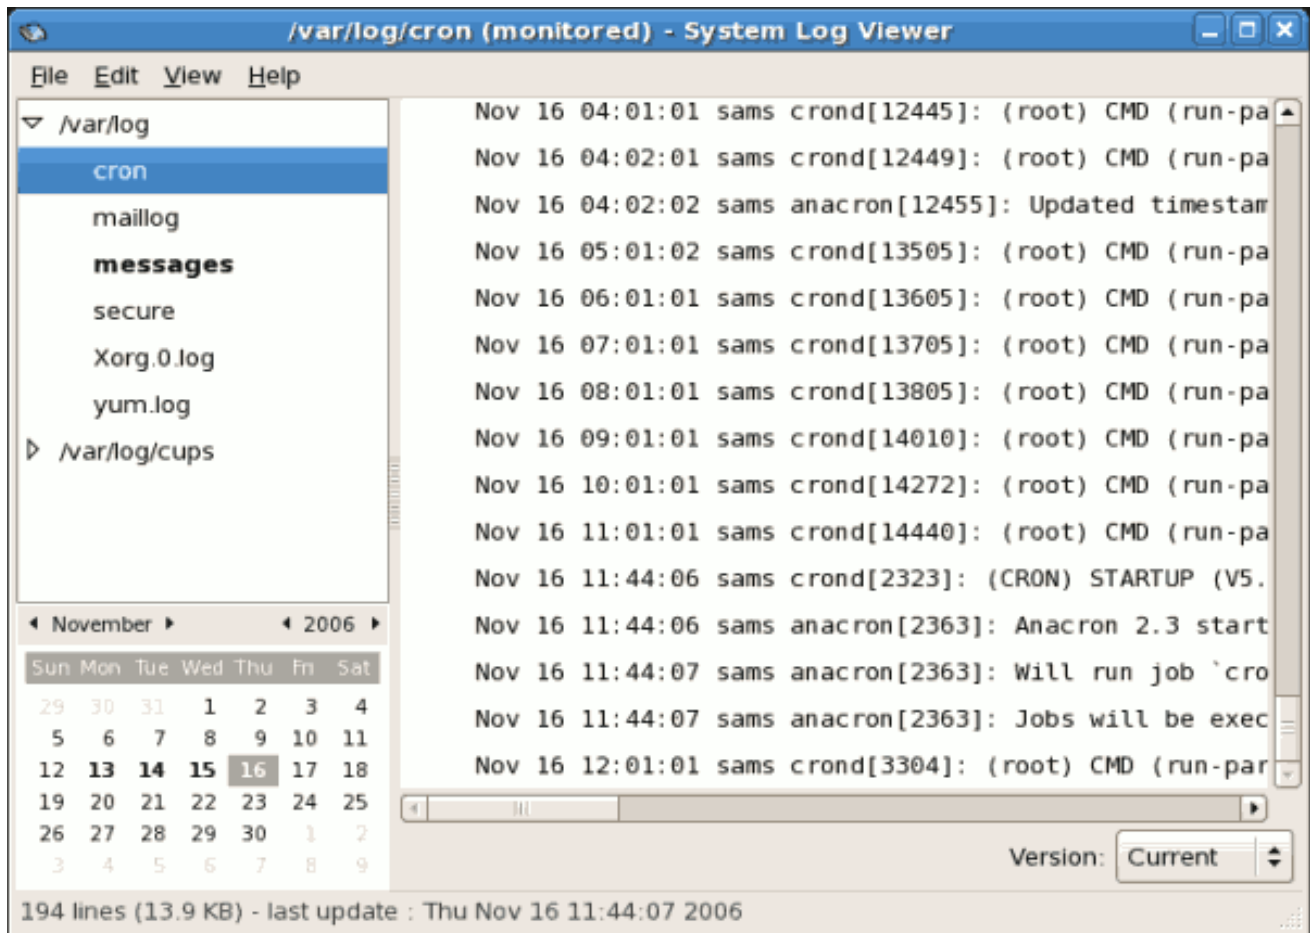 /var/log/cron (monitored) - System Log Viewer
File Edit View Help
/var/log
cron
maillog
messages
secure
Xorg.0.log
yum.log
/var/log/cups
November 2006
Sun Mon Tue Wed Thu Fri Sat
29 30 31 1 2 3 4
5 6 7 8 9 10 11
12 13 14 15 16 17 18
19 20 21 22 23 24 25
26 27 28 29 30 1 2
3 4 5 6 7 8 9
Nov 16 04:01:01 sams crond[12445]: (root) CMD (run-pa
Nov 16 04:02:01 sams crond[12449]: (root) CMD (run-pa
Nov 16 04:02:02 sams anacron[12455]: Updated timestam
Nov 16 05:01:02 sams crond[13505]: (root) CMD (run-pa
Nov 16 06:01:01 sams crond[13605]: (root) CMD (run-pa
Nov 16 07:01:01 sams crond[13705]: (root) CMD (run-pa
Nov 16 08:01:01 sams crond[13805]: (root) CMD (run-pa
Nov 16 09:01:01 sams crond[14010]: (root) CMD (run-pa
Nov 16 10:01:01 sams crond[14272]: (root) CMD (run-pa
Nov 16 11:01:01 sams crond[14440]: (root) CMD (run-pa
Nov 16 11:44:06 sams crond[2323]: (CRON) STARTUP (V5.
Nov 16 11:44:06 sams anacron[2363]: Anacron 2.3 start
Nov 16 11:44:07 sams anacron[2363]: Will run job `cro
Nov 16 11:44:07 sams anacron[2363]: Jobs will be exec
Nov 16 12:01:01 sams crond[3304]: (root) CMD (run-par
Version: Current
194 lines (13.9 KB) - last update : Thu Nov 16 11:44:07 2006